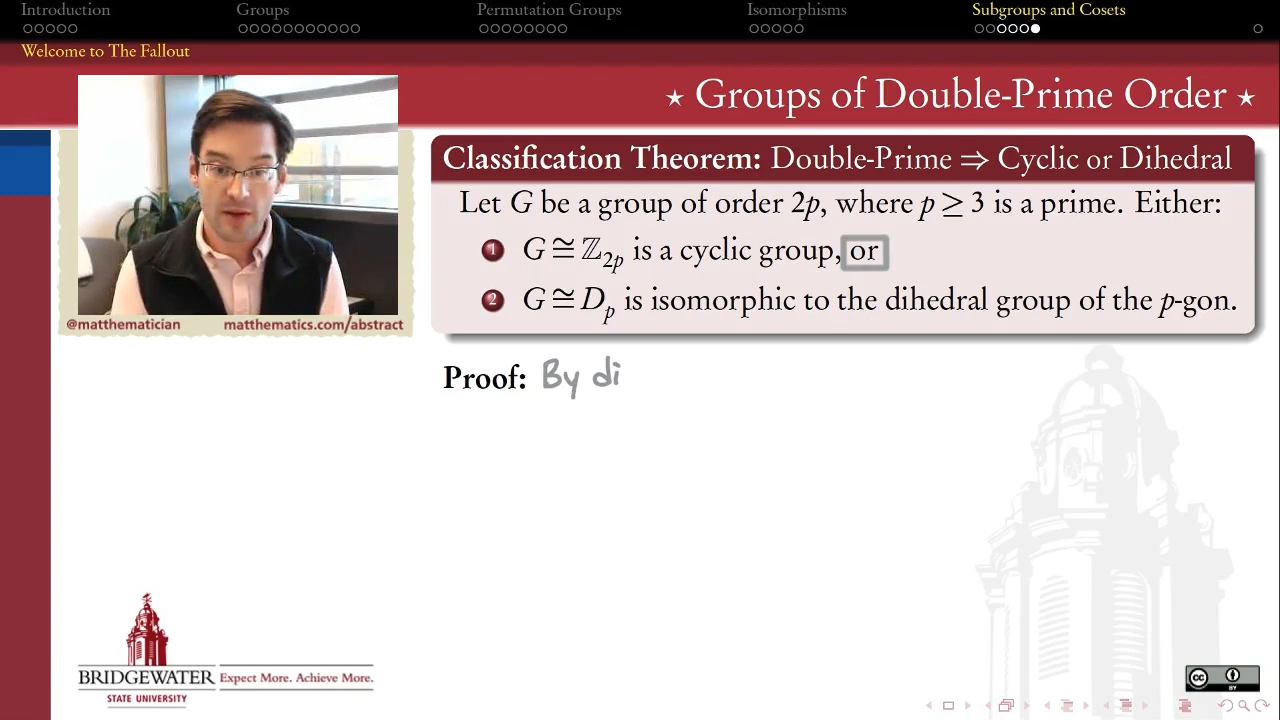 Introduction Groups Permutation Groups Isomorphisms Subgroups and Cosets
Welcome to The Fallout
⋆ Groups of Double-Prime Order ⋆
Classification Theorem: Double-Prime ⇒ Cyclic or Dihedral
Let G be a group of order 2p, where p ≥ 3 is a prime. Either:
1 G ≅ ℤ₂ₚ is a cyclic group, or
2 G ≅ Dₚ is isomorphic to the dihedral group of the p-gon.
@matthematician matthematics.com/abstract
Proof: By di
BRIDGEWATER Expect More. Achieve More.
STATE UNIVERSITY
CC BY